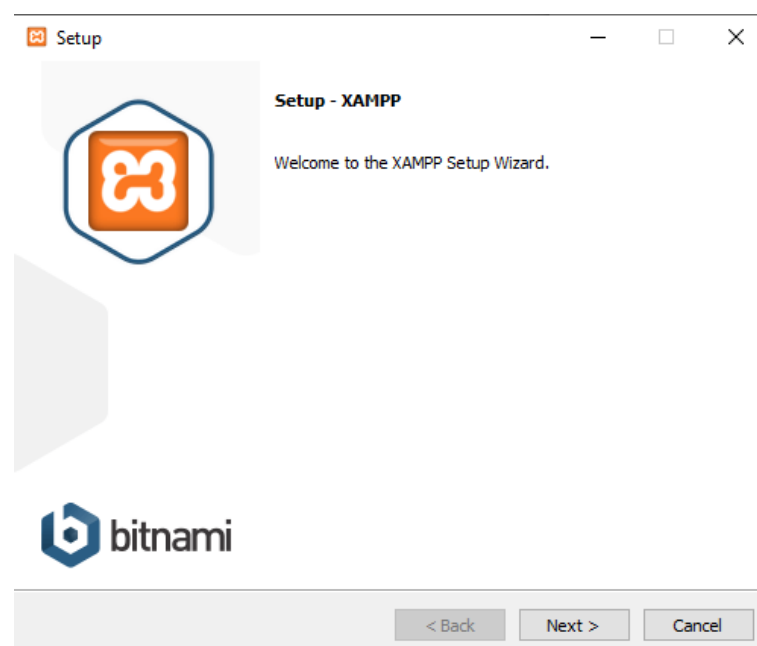 Setup
Setup - XAMPP
Welcome to the XAMPP Setup Wizard.
bitnami
< Back
Next >
Cancel